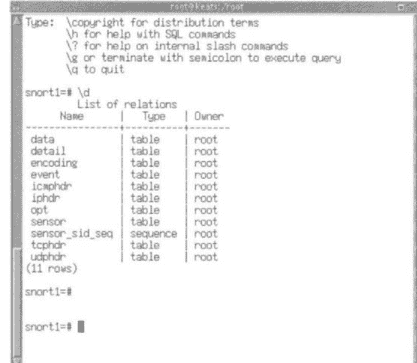 root@keats: /root
Type:  \copyright for distribution terms
\h for help with SQL commands
\? for help on internal slash commands
\g or terminate with semicolon to execute query
\q to quit
snort1=# \d
List of relations
Name | Type | Owner
data | table | root
detail | table | root
encoding | table | root
event | table | root
icmphdr | table | root
iphdr | table | root
opt | table | root
sensor | table | root
sensor_sid_seq | sequence | root
tcphdr | table | root
udphdr | table | root
(11 rows)
snort1=#
snort1=#